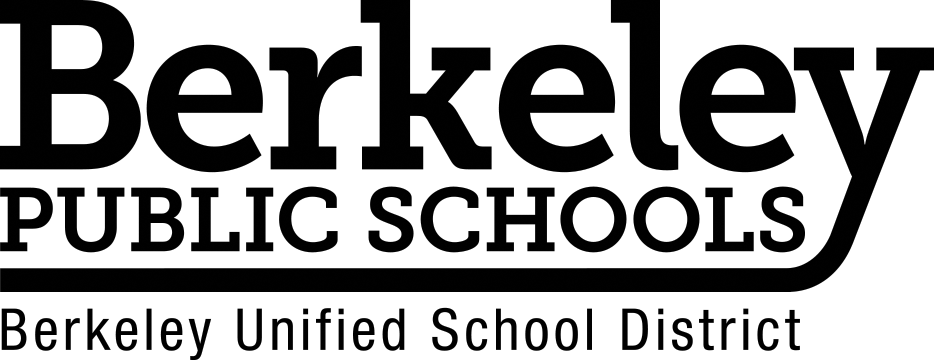 Berkeley
PUBLIC SCHOOLS
Berkeley Unified School District